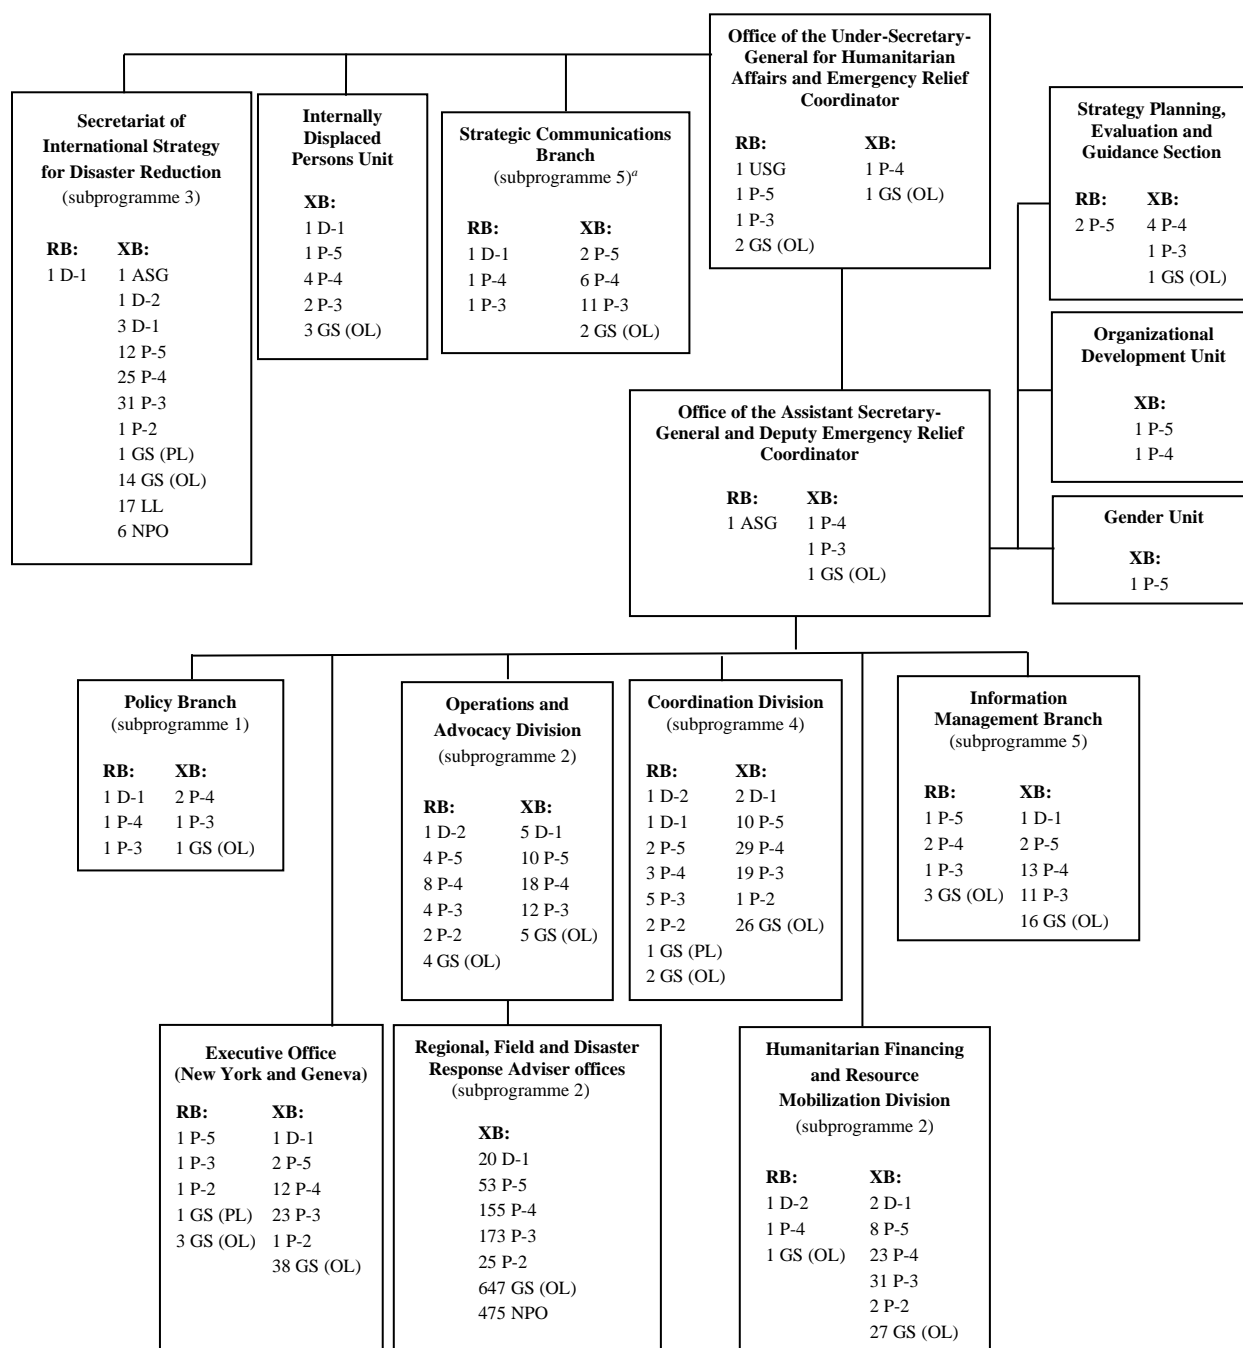 Office of the Under-Secretary-
General for Humanitarian
Affairs and Emergency Relief
Coordinator
RB: XB:
1 USG 1 P-4
1 P-5 1 GS (OL)
1 P-3
2 GS (OL)
Secretariat of
International Strategy
for Disaster Reduction
(subprogramme 3)
RB: XB:
1 D-1 1 ASG
1 D-2
3 D-1
12 P-5
25 P-4
31 P-3
1 P-2
1 GS (PL)
14 GS (OL)
17 LL
6 NPO
Internally
Displaced
Persons Unit
XB:
1 D-1
1 P-5
4 P-4
2 P-3
3 GS (OL)
Strategic Communications
Branch
(subprogramme 5)a
RB: XB:
1 D-1 2 P-5
1 P-4 6 P-4
1 P-3 11 P-3
2 GS (OL)
Strategy Planning,
Evaluation and
Guidance Section
RB: XB:
2 P-5 4 P-4
1 P-3
1 GS (OL)
Organizational
Development Unit
XB:
1 P-5
1 P-4
Gender Unit
XB:
1 P-5
Office of the Assistant Secretary-
General and Deputy Emergency Relief
Coordinator
RB: XB:
1 ASG 1 P-4
1 P-3
1 GS (OL)
Policy Branch
(subprogramme 1)
RB: XB:
1 D-1 2 P-4
1 P-4 1 P-3
1 P-3 1 GS (OL)
Operations and
Advocacy Division
(subprogramme 2)
RB: XB:
1 D-2 5 D-1
4 P-5 10 P-5
8 P-4 18 P-4
4 P-3 12 P-3
2 P-2 5 GS (OL)
4 GS (OL)
Coordination Division
(subprogramme 4)
RB: XB:
1 D-2 2 D-1
1 D-1 10 P-5
2 P-5 29 P-4
3 P-4 19 P-3
5 P-3 1 P-2
2 P-2 26 GS (OL)
1 GS (PL)
2 GS (OL)
Information
Management Branch
(subprogramme 5)
RB: XB:
1 P-5 1 D-1
2 P-4 2 P-5
1 P-3 13 P-4
3 GS (OL) 11 P-3
16 GS (OL)
Executive Office
(New York and Geneva)
RB: XB:
1 P-5 1 D-1
1 P-3 2 P-5
1 P-2 12 P-4
1 GS (PL) 23 P-3
3 GS (OL) 1 P-2
38 GS (OL)
Regional, Field and Disaster
Response Adviser offices
(subprogramme 2)
XB:
20 D-1
53 P-5
155 P-4
173 P-3
25 P-2
647 GS (OL)
475 NPO
Humanitarian Financing
and Resource
Mobilization Division
(subprogramme 2)
RB: XB:
1 D-2 2 D-1
1 P-4 8 P-5
1 GS (OL) 23 P-4
31 P-3
2 P-2
27 GS (OL)